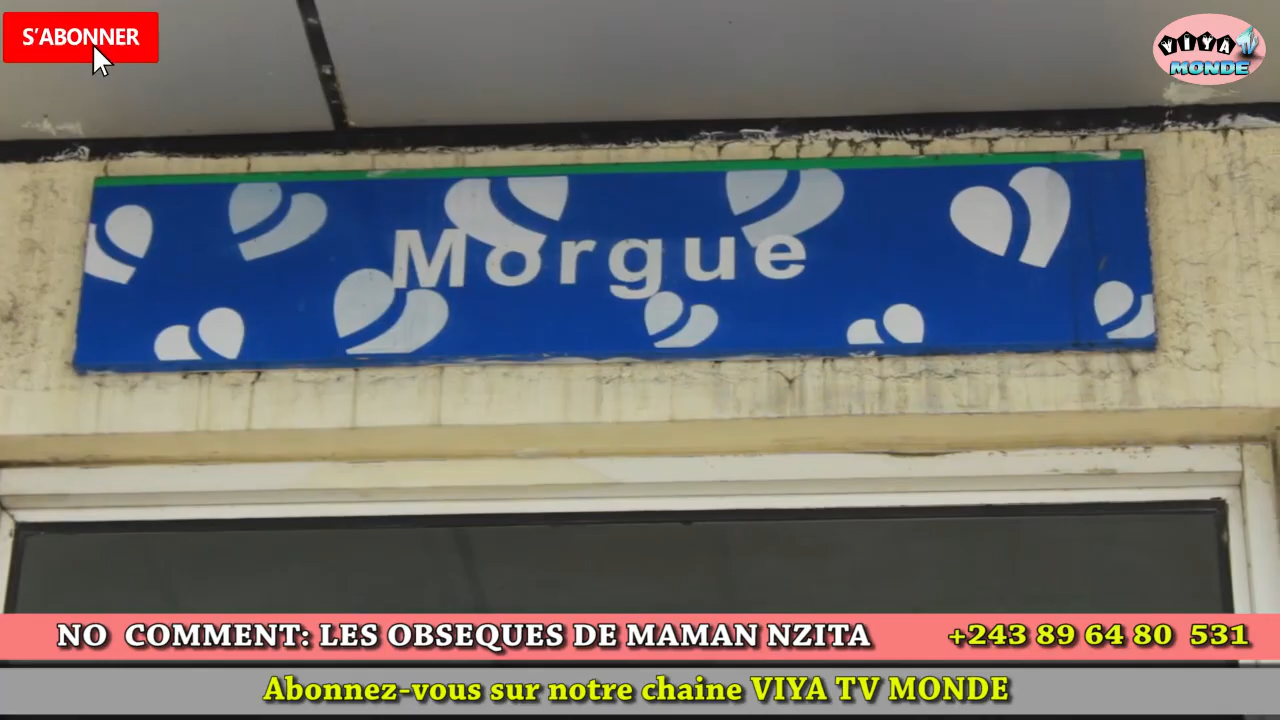 S'ABONNER
VIYA TV
MONDE
Morgue
NO COMMENT: LES OBSEQUES DE MAMAN NZITA
+243 89 64 80 531
Abonnez-vous sur notre chaine VIYA TV MONDE